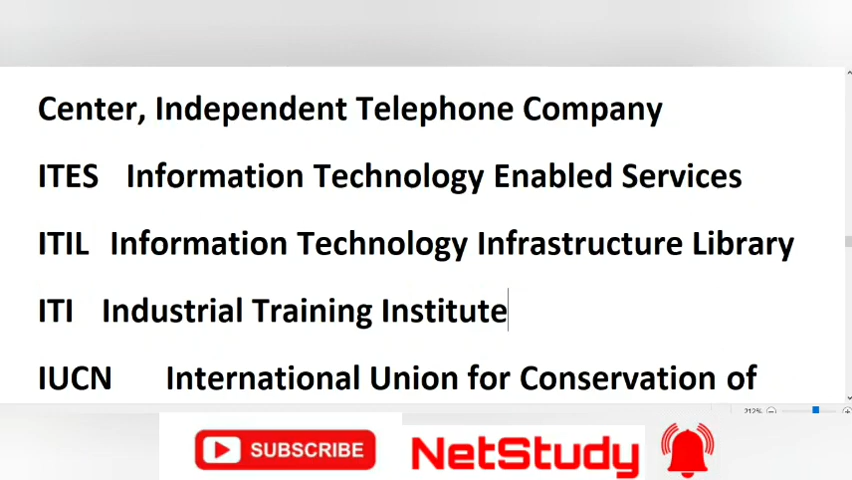 Center, Independent Telephone Company
ITES Information Technology Enabled Services
ITIL Information Technology Infrastructure Library
ITI Industrial Training Institute
IUCN International Union for Conservation of
212%
SUBSCRIBE NetStudy